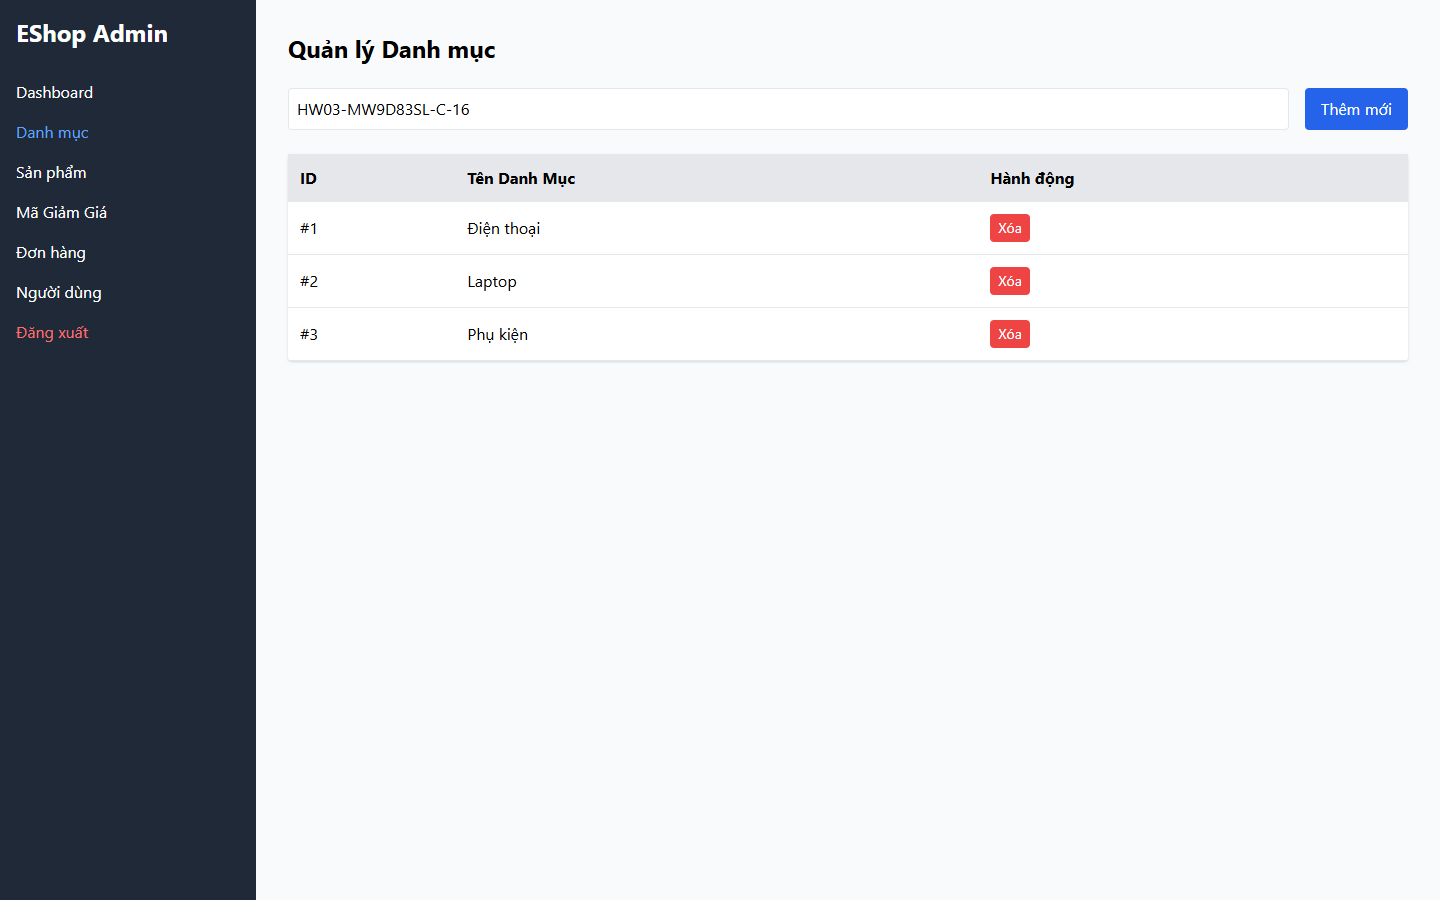 EShop Admin
Dashboard
Danh mục
Sản phẩm
Mã Giảm Giá
Đơn hàng
Người dùng
Đăng xuất
Quản lý Danh mục
HW03-MW9D83SL-C-16
Thêm mới
ID Tên Danh Mục Hành động
#1 Điện thoại Xóa
#2 Laptop Xóa
#3 Phụ kiện Xóa